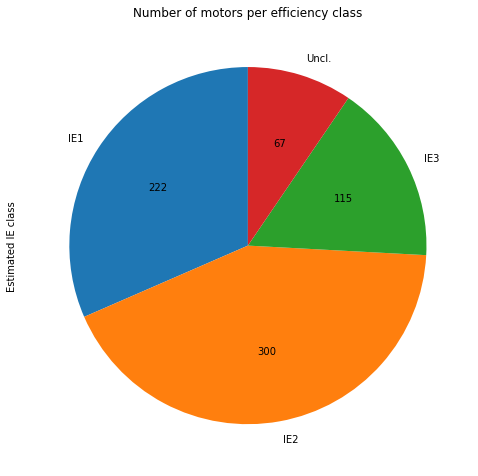 Number of motors per efficiency class
Uncl.
IE1
IE3
67
222
115
Estimated IE class
300
IE2